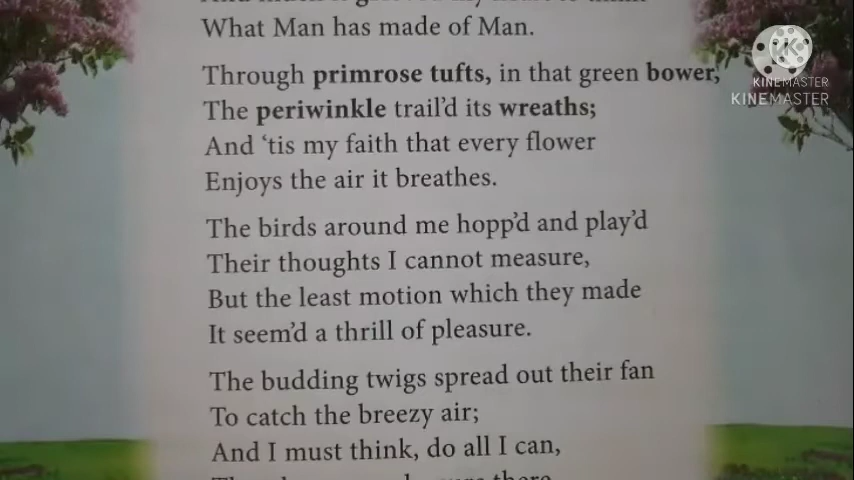 What Man has made of Man.
Through primrose tufts, in that green bower,
The periwinkle trail'd its wreaths;
And 'tis my faith that every flower
Enjoys the air it breathes.
The birds around me hopp'd and play'd
Their thoughts I cannot measure,
But the least motion which they made
It seem'd a thrill of pleasure.
The budding twigs spread out their fan
To catch the breezy air;
And I must think, do all I can,
KINEMASTER
KINEMASTER